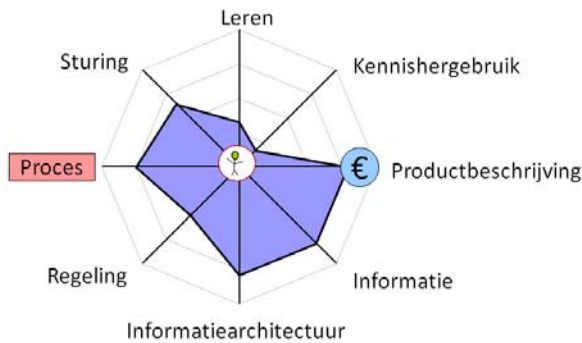 Leren
Sturing
Kennishergebruik
Proces
€
Productbeschrijving
Regeling
Informatie
Informatiearchitectuur